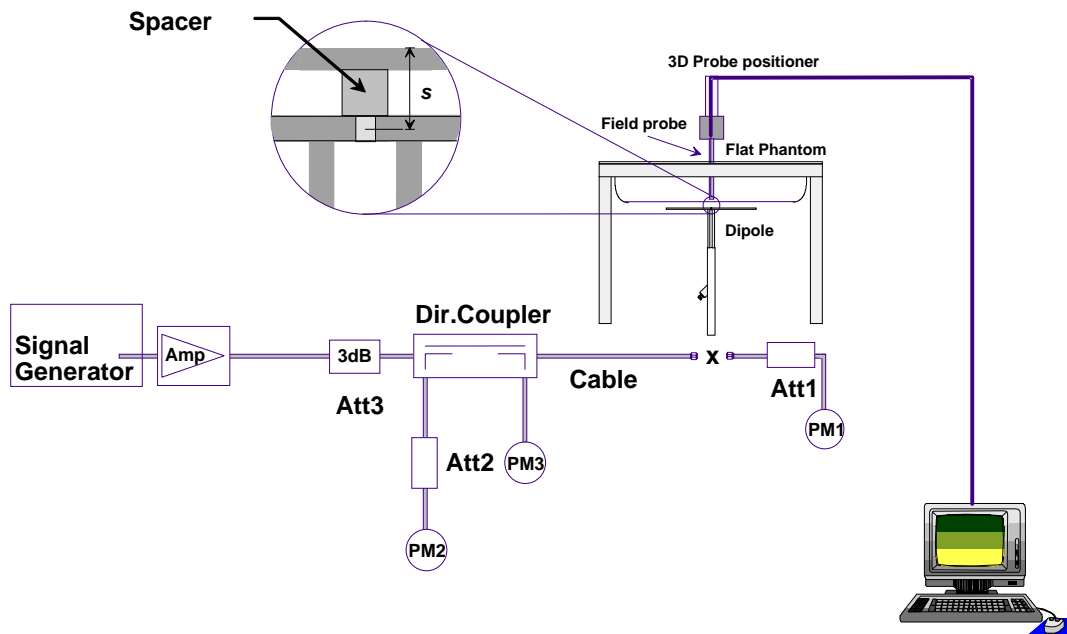 Spacer
s
3D Probe positioner
Field probe
Flat Phantom
Dipole
Dir.Coupler
Signal
Generator
Amp
3dB
Att3
Cable
x
Att1
PM1
Att2
PM3
PM2